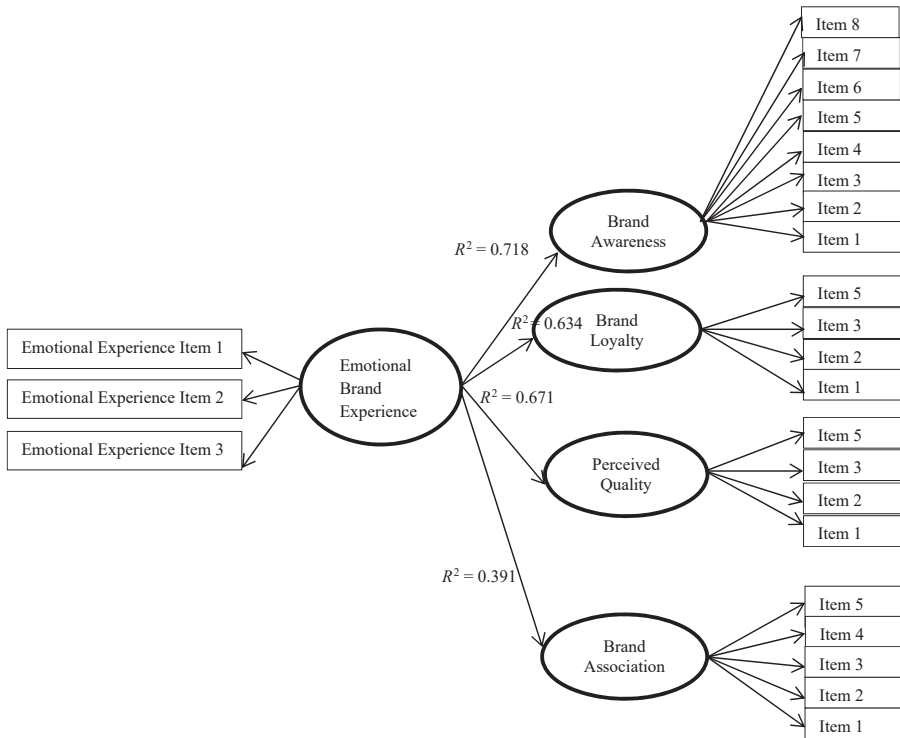 Emotional Experience Item 1
Emotional Experience Item 2
Emotional Experience Item 3
Emotional
Brand
Experience
R² = 0.718
R² = 0.634
R² = 0.671
R² = 0.391
Brand
Awareness
Brand
Loyalty
Perceived
Quality
Brand
Association
Item 8
Item 7
Item 6
Item 5
Item 4
Item 3
Item 2
Item 1
Item 5
Item 3
Item 2
Item 1
Item 5
Item 3
Item 2
Item 1
Item 5
Item 4
Item 3
Item 2
Item 1